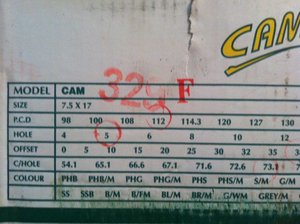 CAM
MODEL CAM 329 F
SIZE 7.5 X 17
P.C.D 98 100 108 112 114.3 120 127 130
HOLE 4 5 6 8 10 12
OFFSET 0 5 10 15 20 25 30 32 35
C/HOLE 54.1 65.1 66.6 67.1 71.6 72.6 73.1
COLOUR PHB PHB/M PHG PHG/M PHS PHS/M S/M G/M
SS SSB B/M B/FM BL/M BR/M G/WM GREY/M